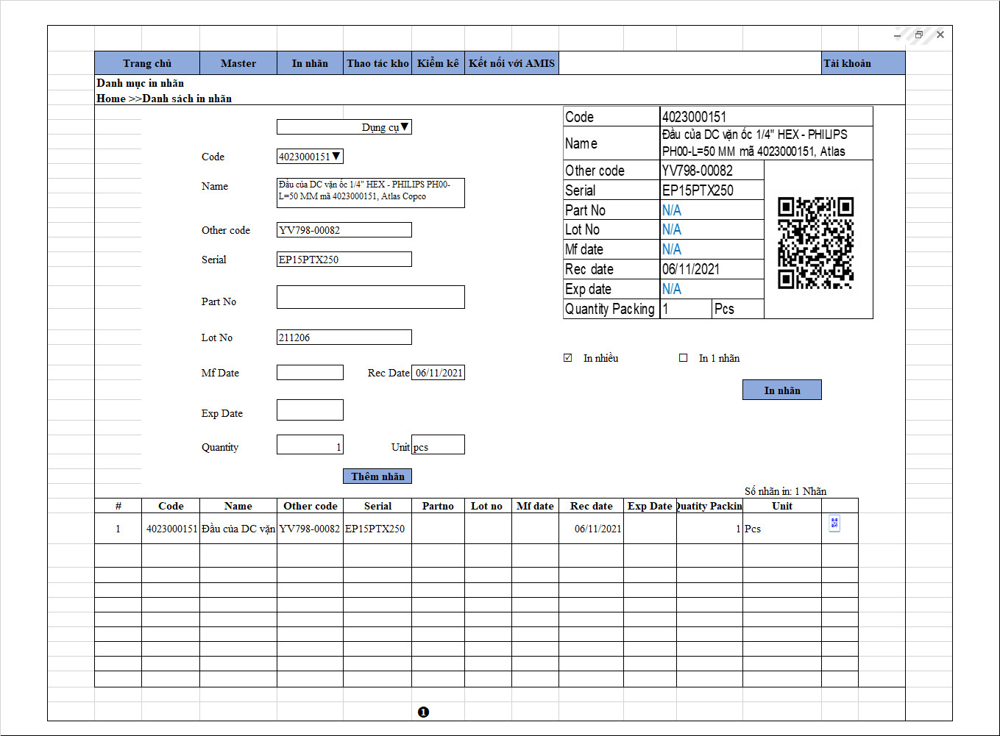 Trang chủ Master In nhãn Thao tác kho Kiểm kê Kết nối với AMIS Tài khoản
Danh mục in nhãn
Home >>Danh sách in nhãn
Dụng cụ▼
Code 4023000151▼
Name Đầu của DC vặn ốc 1/4" HEX - PHILIPS PH00-
L=50 MM mã 4023000151, Atlas Copco
Other code YV798-00082
Serial EP15PTX250
Part No
Lot No 211206
Mf Date Rec Date 06/11/2021
Exp Date
Quantity 1 Unit pcs
Thêm nhãn
Code 4023000151
Name Đầu của DC vặn ốc 1/4" HEX - PHILIPS
PH00-L=50 MM mã 4023000151, Atlas
Other code YV798-00082
Serial EP15PTX250
Part No N/A
Lot No N/A
Mf date N/A
Rec date 06/11/2021
Exp date N/A
Quantity Packing 1 Pcs
☑ In nhiều ☐ In 1 nhãn
In nhãn
Số nhãn in: 1 Nhãn
# Code Name Other code Serial Partno Lot no Mf date Rec date Exp Date Quatity Packin Unit
1 4023000151 Đầu của DC vặn YV798-00082 EP15PTX250 06/11/2021 1 Pcs
❶